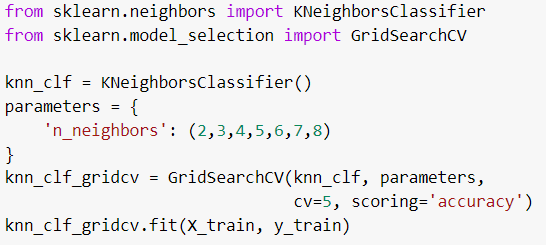 from sklearn.neighbors import KNeighborsClassifier
from sklearn.model_selection import GridSearchCV

knn_clf = KNeighborsClassifier()
parameters = {
    'n_neighbors': (2,3,4,5,6,7,8)
}
knn_clf_gridcv = GridSearchCV(knn_clf, parameters,
                              cv=5, scoring='accuracy')
knn_clf_gridcv.fit(X_train, y_train)